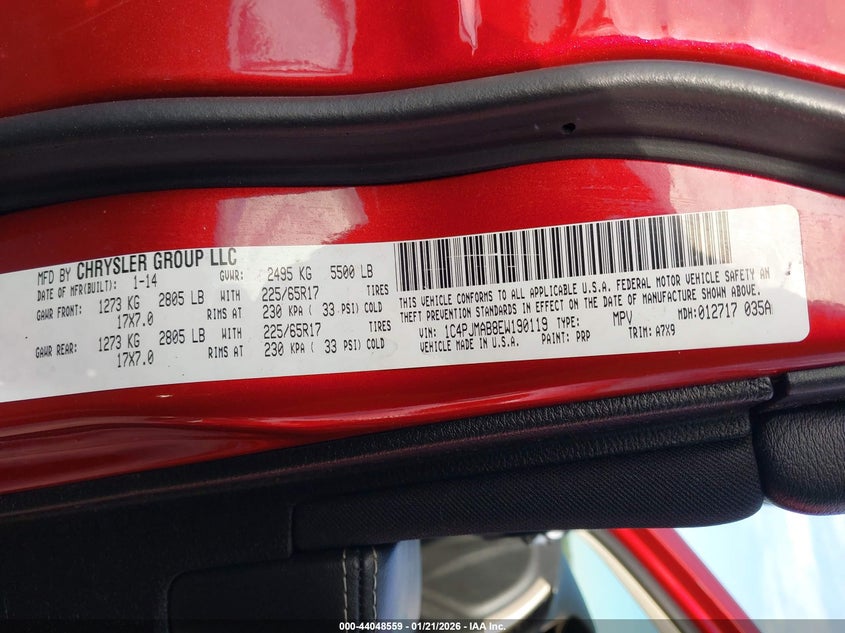 MFD BY CHRYSLER GROUP LLC
DATE OF MFR(BUILT): 1-14 GVWR: 2495 KG 5500 LB
GAWR FRONT: 1273 KG 2805 LB WITH 225/65R17 TIRES
17X7.0 RIMS AT 230 KPA ( 33 PSI) COLD
GAWR REAR: 1273 KG 2805 LB WITH 225/65R17 TIRES
17X7.0 RIMS AT 230 KPA ( 33 PSI) COLD
THIS VEHICLE CONFORMS TO ALL APPLICABLE U.S.A. FEDERAL MOTOR VEHICLE SAFETY AN
THEFT PREVENTION STANDARDS IN EFFECT ON THE DATE OF MANUFACTURE SHOWN ABOVE.
VIN: 1C4PJMAB8EW190119 TYPE: MPV MDH:012717 035A
VEHICLE MADE IN U.S.A. PAINT: PRP TRIM: A7X9
000-44048559 - 01/21/2026 - IAA Inc.